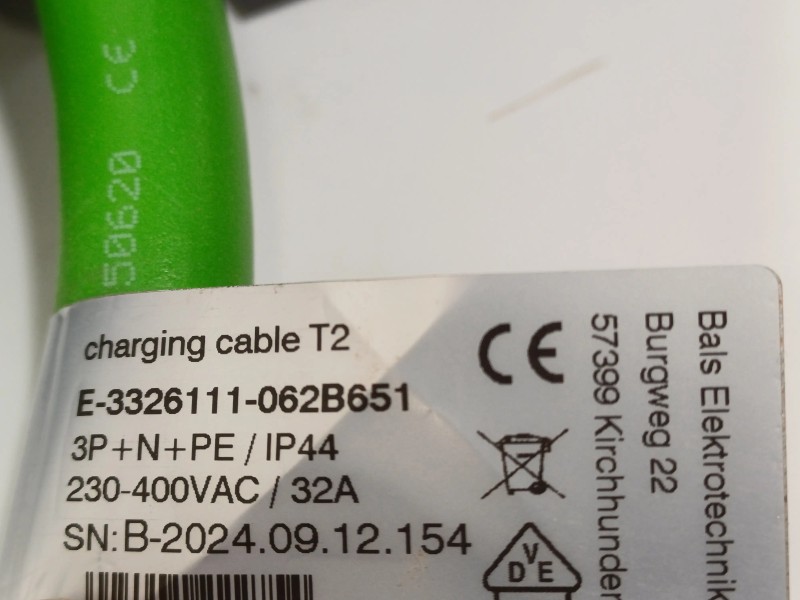 50620 CE
charging cable T2
E-3326111-062B651
3P+N+PE / IP44
230-400VAC / 32A
SN: B-2024.09.12.154
CE
VDE
Bals Elektrotechnik
Burgweg 22
57399